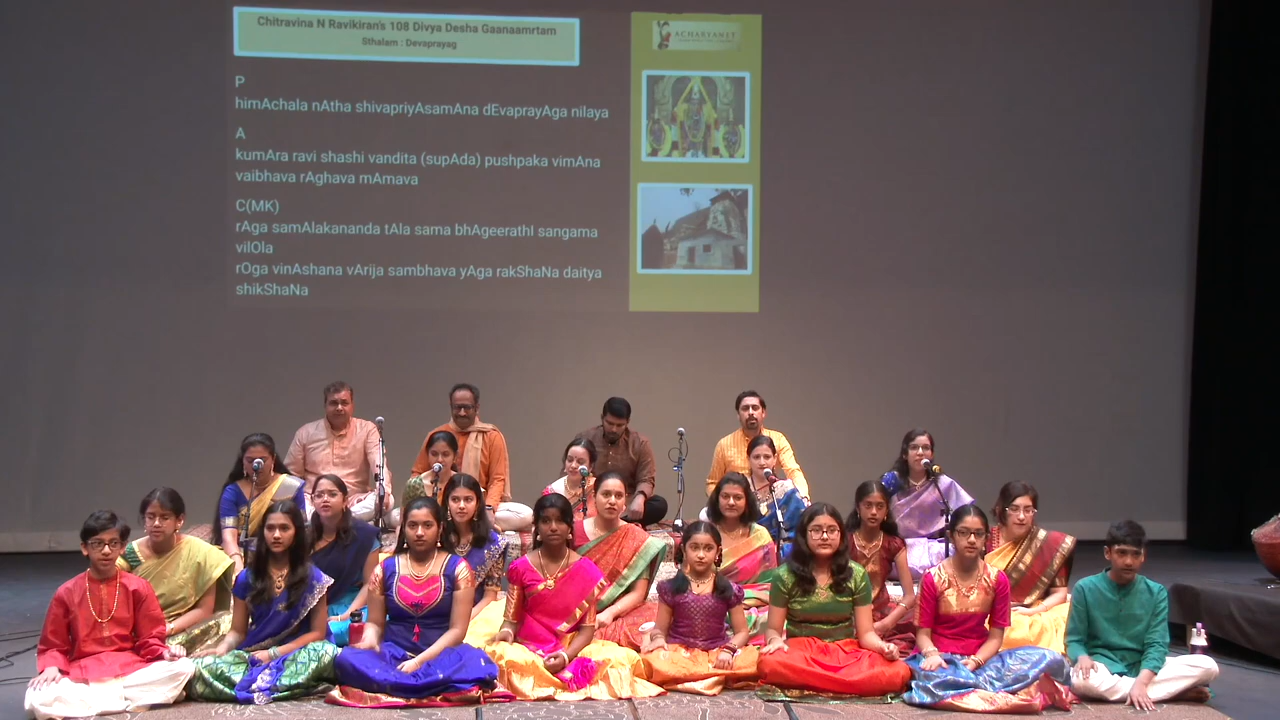 Chitravina N Ravikiran's 108 Divya Desha Gaanaamrtam
Sthalam : Devaprayag
ACHARYANET
P
himAchala nAtha shivapriyAsamAna dEvaprayAga nilaya
A
kumAra ravi shashi vandita (supAda) pushpaka vimAna
vaibhava rAghava mAmava
C(MK)
rAga samAlakananda tAla sama bhAgeerathI sangama
vilOla
rOga vinAshana vArija sambhava yAga rakShaNa daitya
shikShaNa